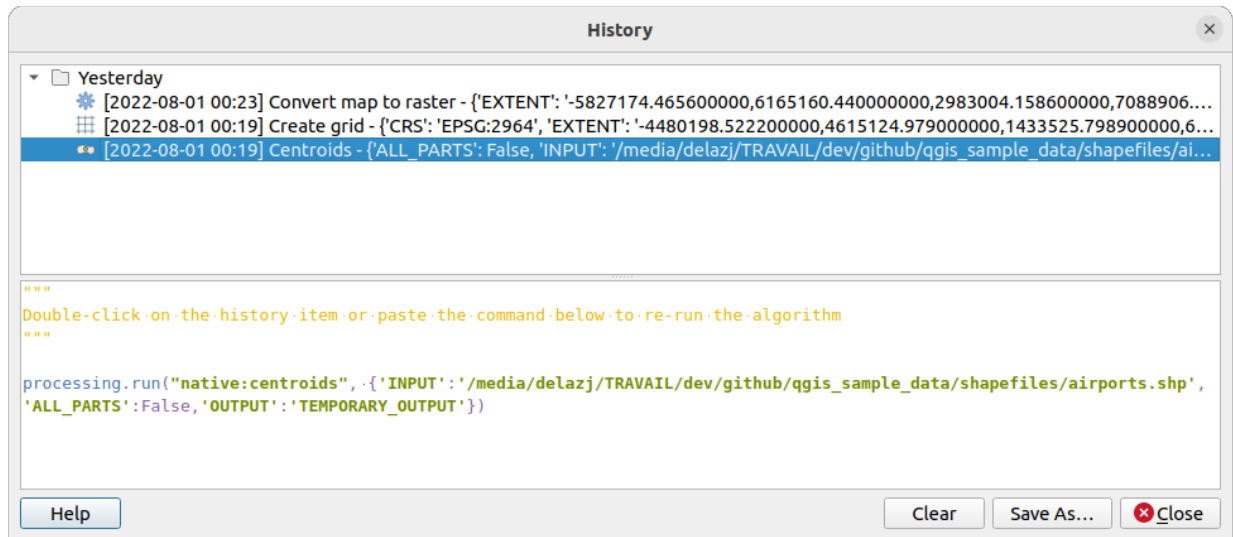 History
Yesterday
[2022-08-01 00:23] Convert map to raster - {'EXTENT': '-5827174.465600000,6165160.440000000,2983004.158600000,7088906....
[2022-08-01 00:19] Create grid - {'CRS': 'EPSG:2964', 'EXTENT': '-4480198.522200000,4615124.979000000,1433525.798900000,6...
[2022-08-01 00:19] Centroids - {'ALL_PARTS': False, 'INPUT': '/media/delazj/TRAVAIL/dev/github/qgis_sample_data/shapefiles/ai...
"""
Double-click·on·the·history·item·or·paste·the·command·below·to·re-run·the·algorithm
"""
processing.run("native:centroids",·{'INPUT':'/media/delazj/TRAVAIL/dev/github/qgis_sample_data/shapefiles/airports.shp',
'ALL_PARTS':False,'OUTPUT':'TEMPORARY_OUTPUT'})
Help Clear Save As... Close